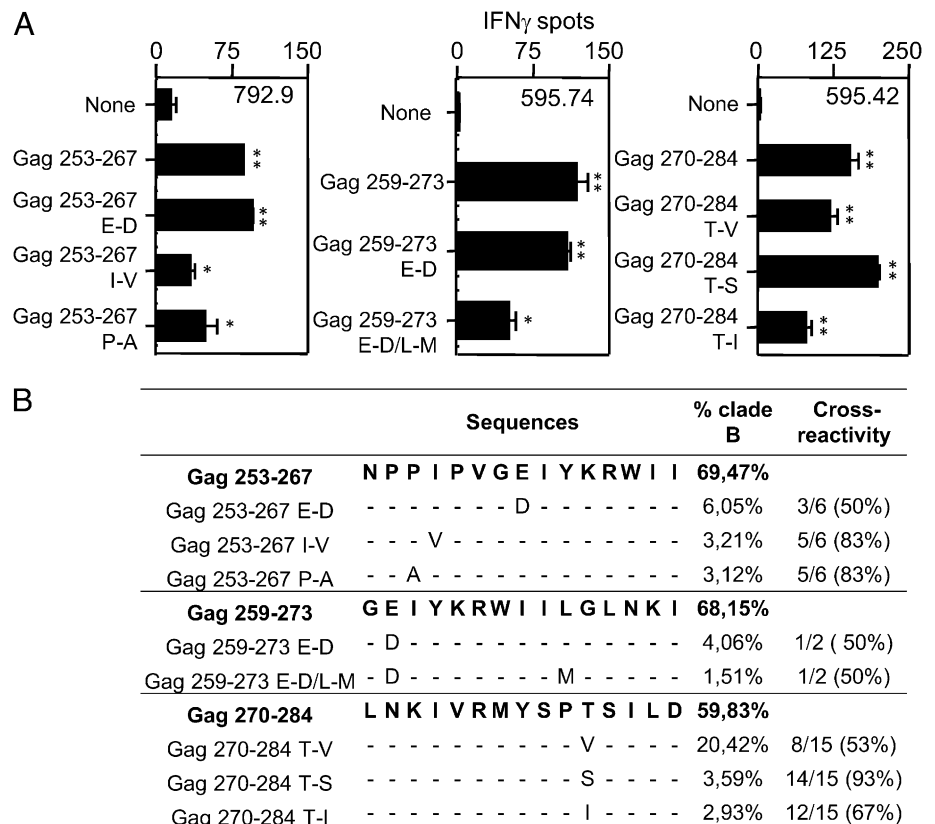 A
IFNγ spots
0 75 150
0 75 150
0 125 250
792.9
None
Gag 253-267
**
Gag 253-267
E-D
**
Gag 253-267
I-V
*
Gag 253-267
P-A
*
595.74
None
Gag 259-273
**
Gag 259-273
E-D
**
Gag 259-273
E-D/L-M
*
595.42
None
Gag 270-284
**
Gag 270-284
T-V
**
Gag 270-284
T-S
**
Gag 270-284
T-I
**
B
Sequences % clade B Cross-reactivity
Gag 253-267 N P P I P V G E I Y K R W I I 69,47%
Gag 253-267 E-D - - - - - - - D - - - - - - - 6,05% 3/6 (50%)
Gag 253-267 I-V - - - V - - - - - - - - - - - 3,21% 5/6 (83%)
Gag 253-267 P-A - - A - - - - - - - - - - - - 3,12% 5/6 (83%)
Gag 259-273 G E I Y K R W I I L G L N K I 68,15%
Gag 259-273 E-D - D - - - - - - - - - - - - - 4,06% 1/2 ( 50%)
Gag 259-273 E-D/L-M - D - - - - - - - M - - - - - 1,51% 1/2 (50%)
Gag 270-284 L N K I V R M Y S P T S I L D 59,83%
Gag 270-284 T-V - - - - - - - - - - V - - - - 20,42% 8/15 (53%)
Gag 270-284 T-S - - - - - - - - - - S - - - - 3,59% 14/15 (93%)
Gag 270-284 T-I - - - - - - - - - - I - - - - 2,93% 12/15 (67%)